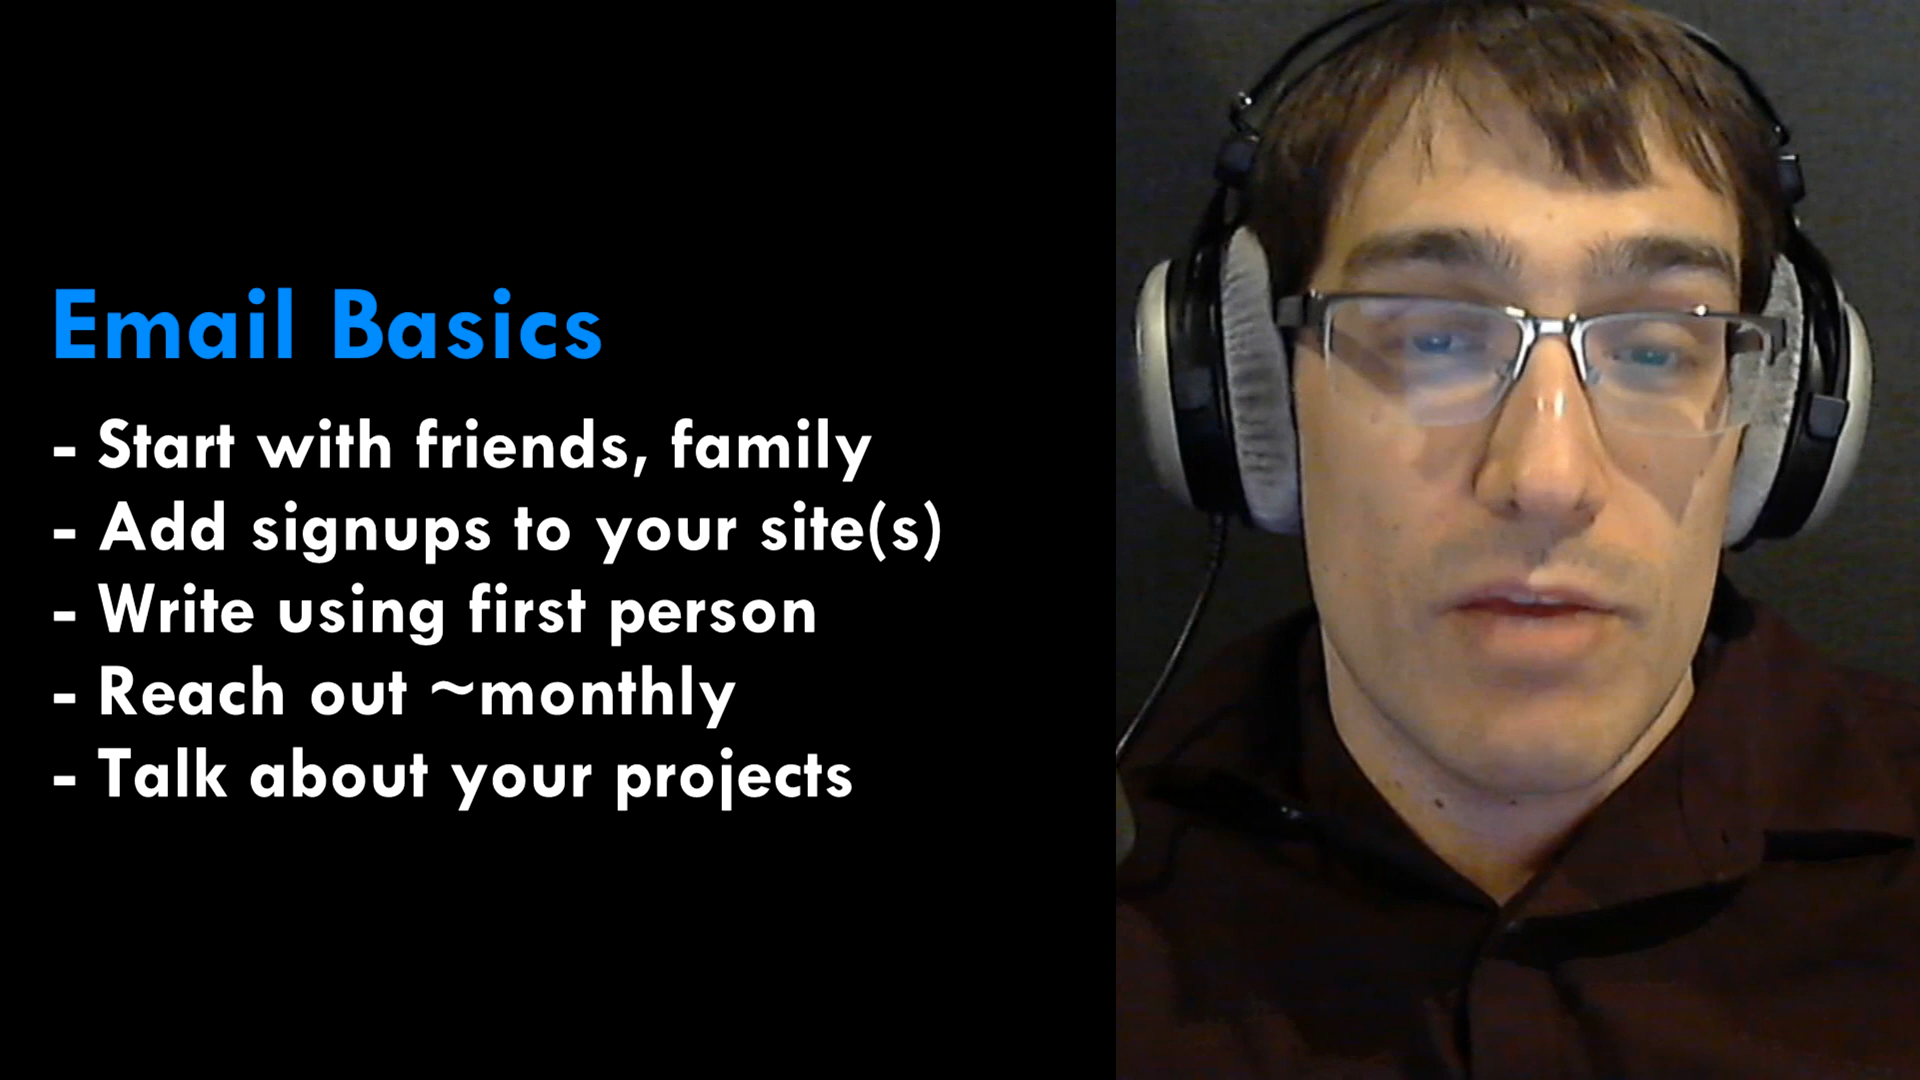 Email Basics
- Start with friends, family
- Add signups to your site(s)
- Write using first person
- Reach out ~monthly
- Talk about your projects